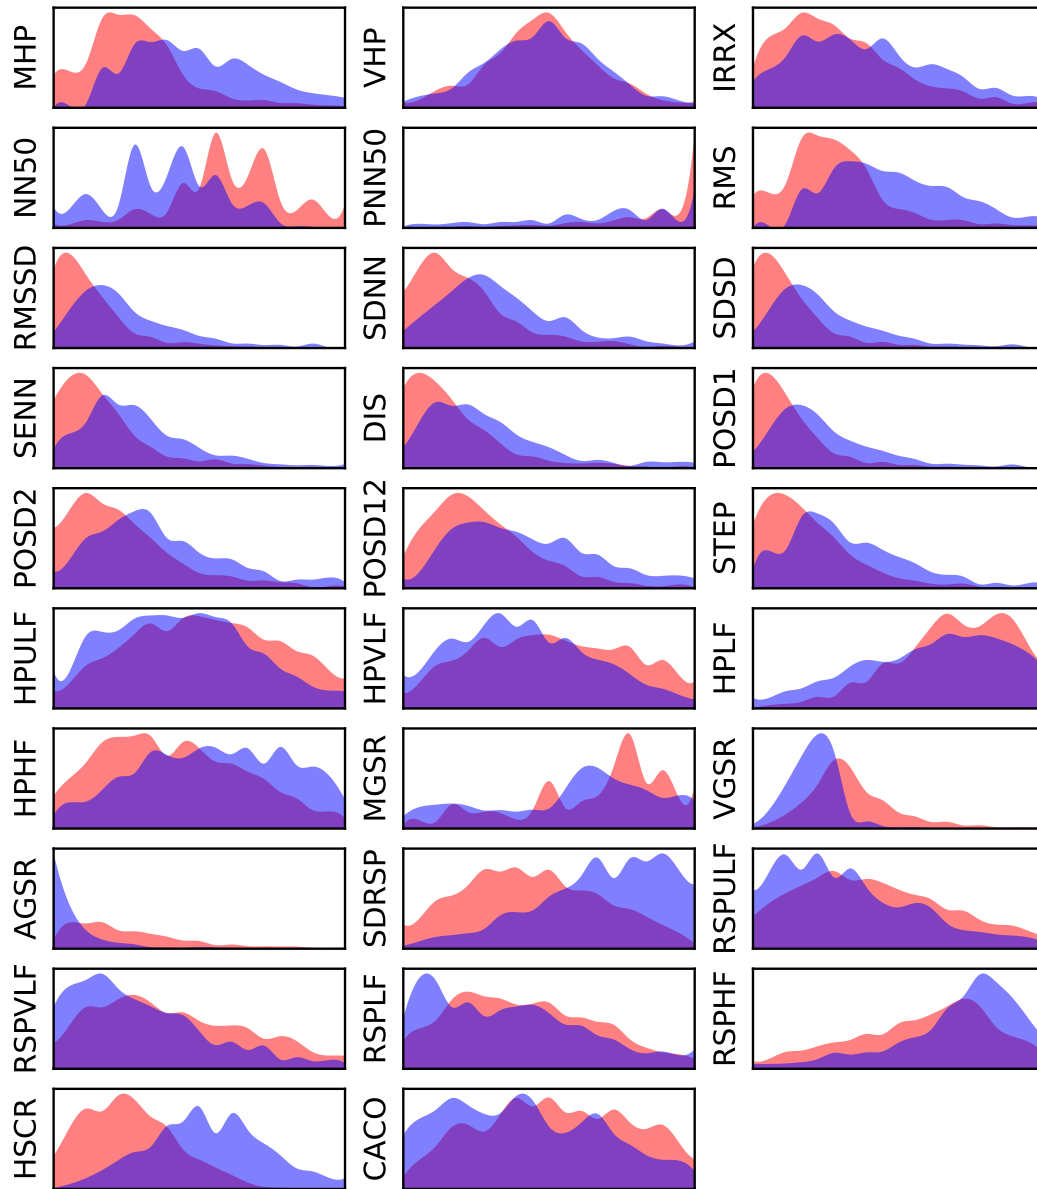 MHP
VHP
IRRX
NN50
PNN50
RMS
RMSSD
SDNN
SDSD
SENN
DIS
POSD1
POSD2
POSD12
STEP
HPULF
HPVLF
HPLF
HPHF
MGSR
VGSR
AGSR
SDRSP
RSPULF
RSPVLF
RSPLF
RSPHF
HSCR
CACO